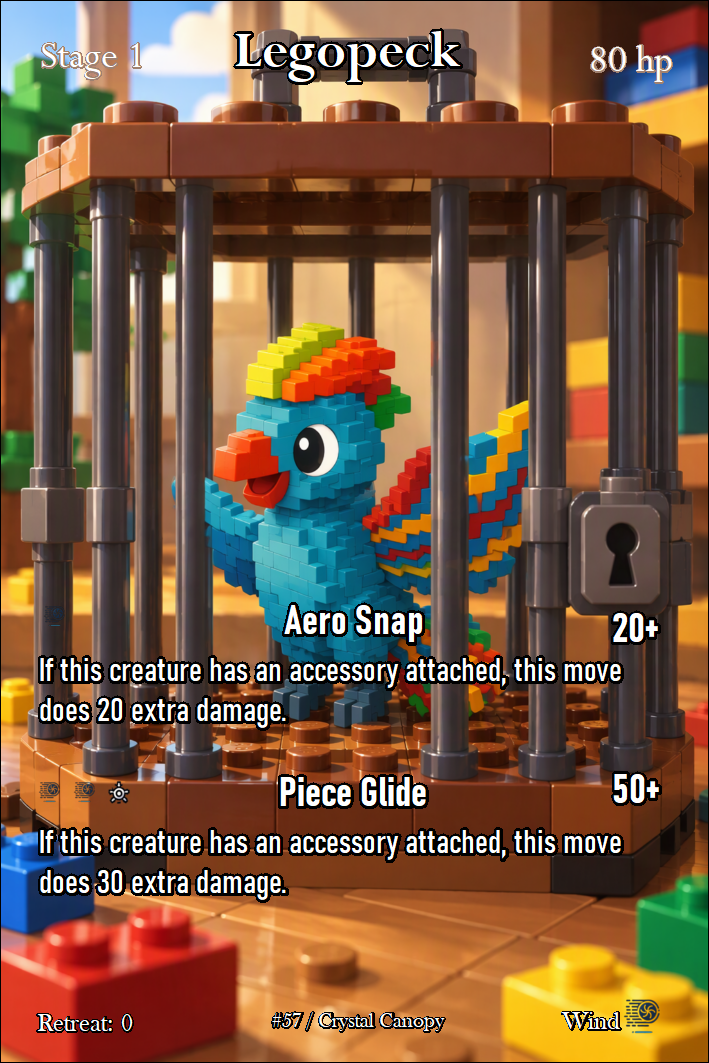 Stage 1
Legopeck
80 hp
Aero Snap
20+
If this creature has an accessory attached, this move
does 20 extra damage.
Piece Glide
50+
If this creature has an accessory attached, this move
does 30 extra damage.
Retreat: 0
#57 / Crystal Canopy
Wind